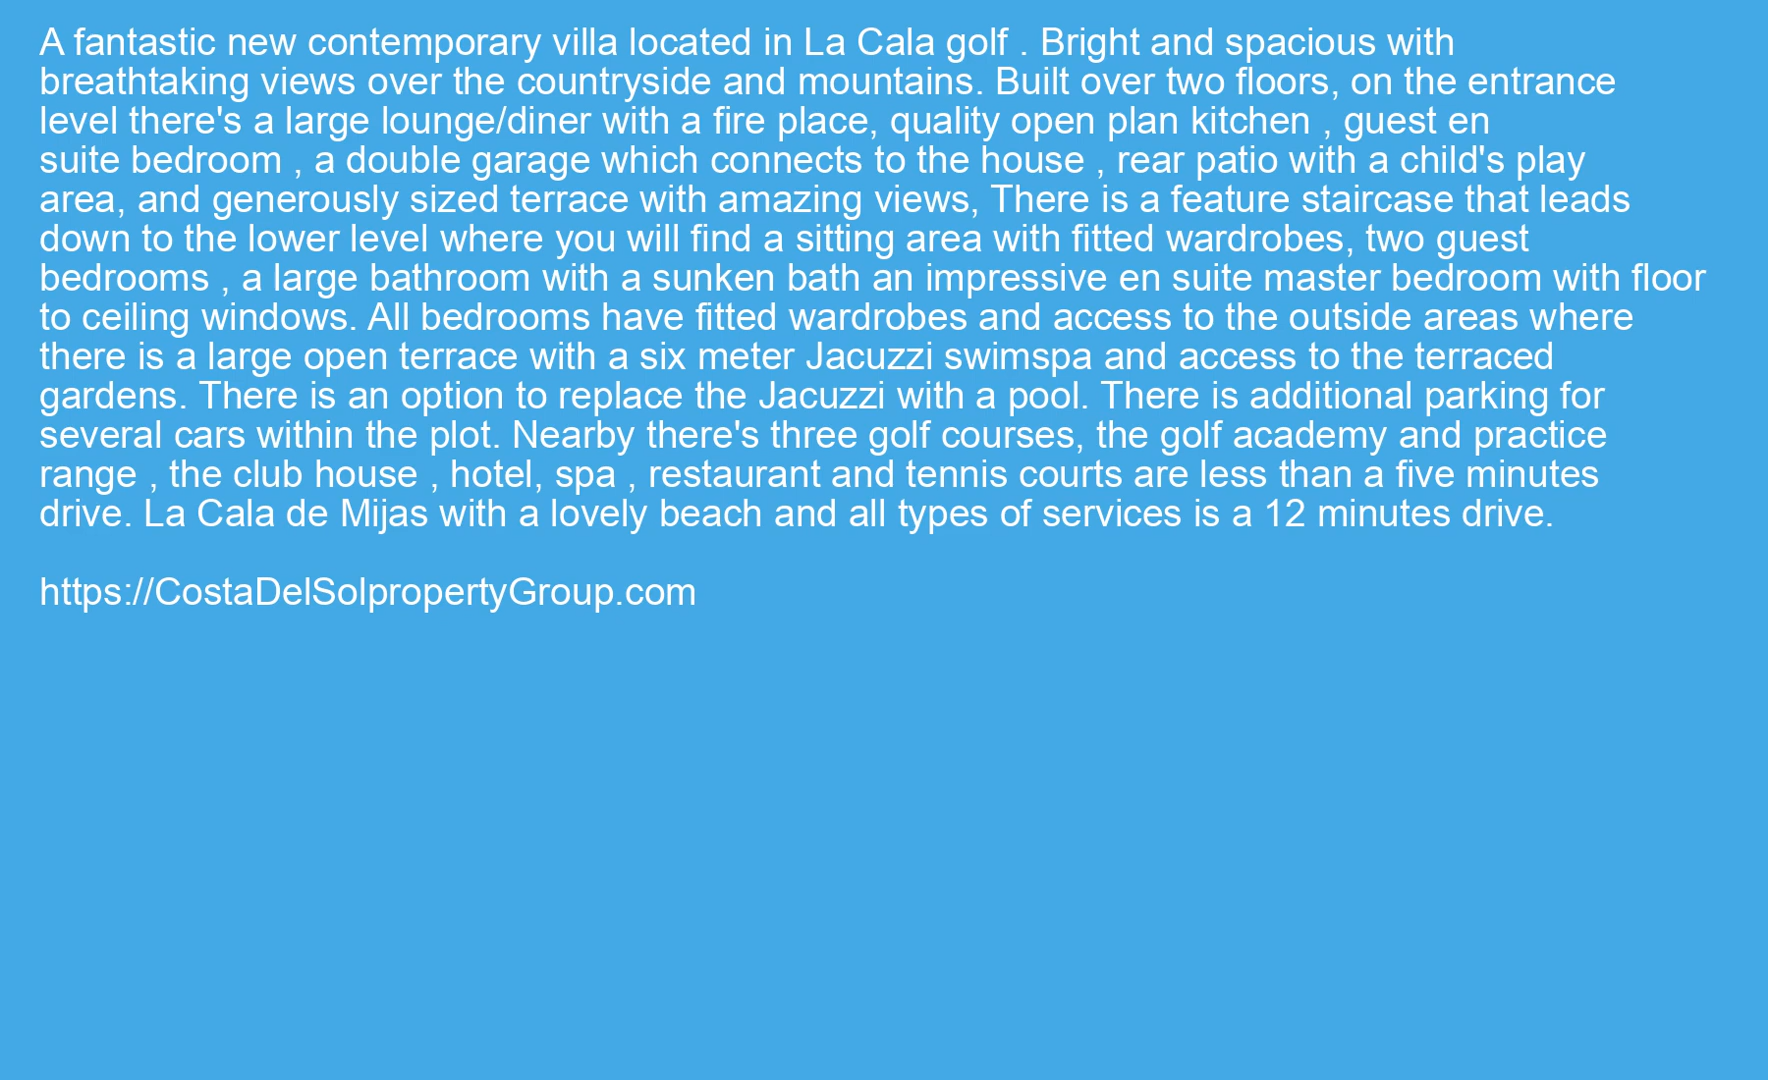 A fantastic new contemporary villa located in La Cala golf . Bright and spacious with
breathtaking views over the countryside and mountains. Built over two floors, on the entrance
level there's a large lounge/diner with a fire place, quality open plan kitchen , guest en
suite bedroom , a double garage which connects to the house , rear patio with a child's play
area, and generously sized terrace with amazing views, There is a feature staircase that leads
down to the lower level where you will find a sitting area with fitted wardrobes, two guest
bedrooms , a large bathroom with a sunken bath an impressive en suite master bedroom with floor
to ceiling windows. All bedrooms have fitted wardrobes and access to the outside areas where
there is a large open terrace with a six meter Jacuzzi swimspa and access to the terraced
gardens. There is an option to replace the Jacuzzi with a pool. There is additional parking for
several cars within the plot. Nearby there's three golf courses, the golf academy and practice
range , the club house , hotel, spa , restaurant and tennis courts are less than a five minutes
drive. La Cala de Mijas with a lovely beach and all types of services is a 12 minutes drive.
https://CostaDelSolpropertyGroup.com